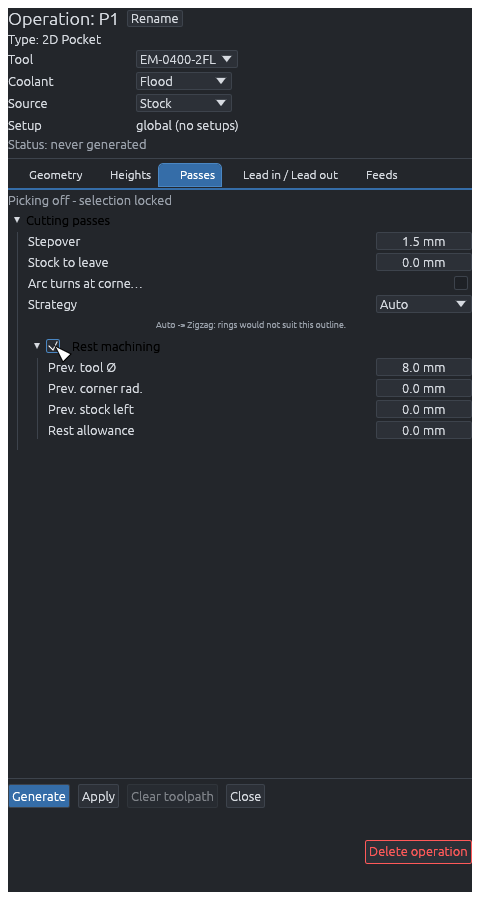 Operation: P1 Rename
Type: 2D Pocket
Tool EM-0400-2FL
Coolant Flood
Source Stock
Setup global (no setups)
Status: never generated
Geometry Heights Passes Lead in / Lead out Feeds
Picking off - selection locked
Cutting passes
Stepover 1.5 mm
Stock to leave 0.0 mm
Arc turns at corne…
Strategy Auto
Auto -> Zigzag: rings would not suit this outline.
Rest machining
Prev. tool Ø 8.0 mm
Prev. corner rad. 0.0 mm
Prev. stock left 0.0 mm
Rest allowance 0.0 mm
Generate Apply Clear toolpath Close
Delete operation